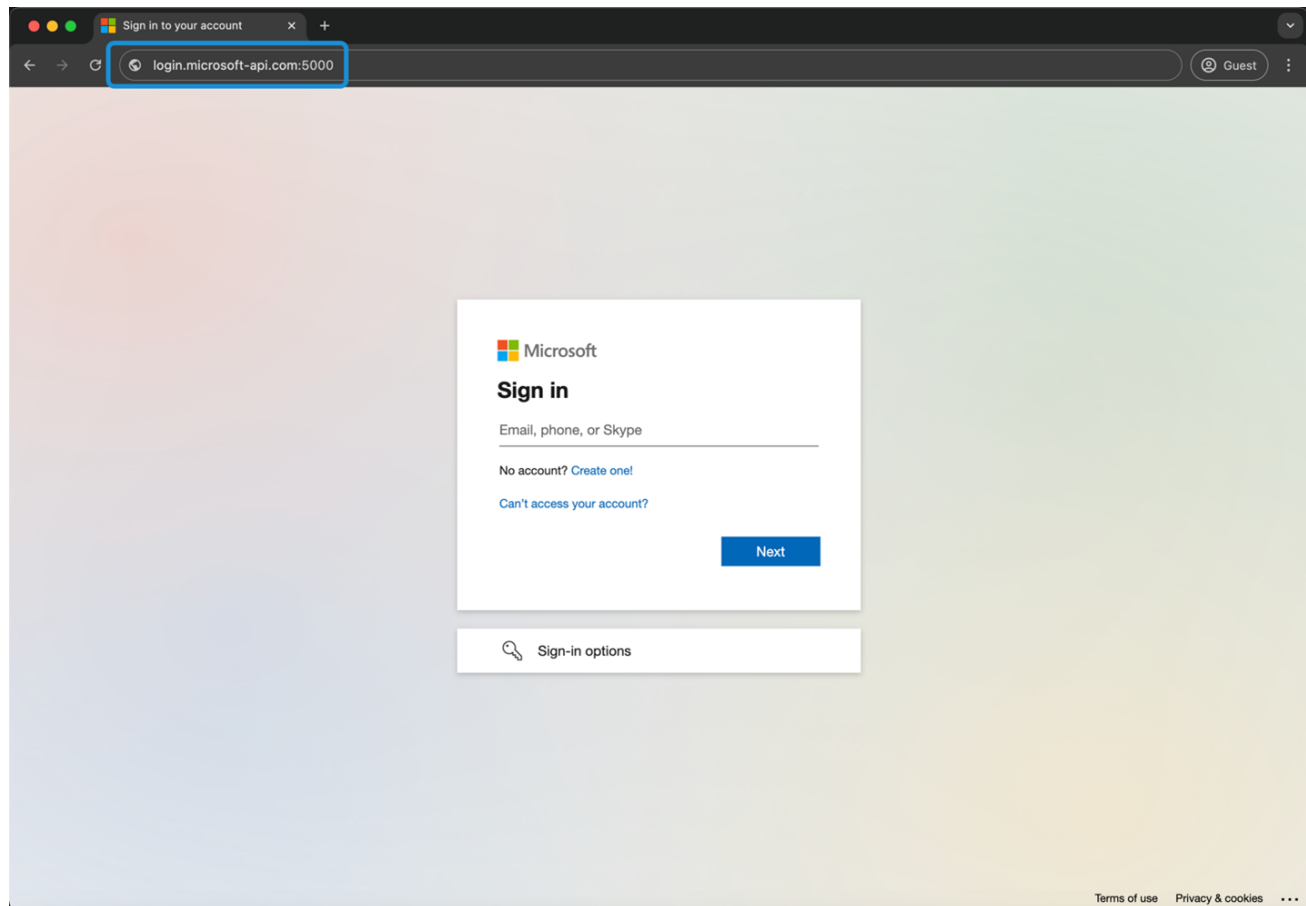 Sign in to your account
login.microsoft-api.com:5000
Guest
Microsoft
Sign in
Email, phone, or Skype
No account? Create one!
Can't access your account?
Next
Sign-in options
Terms of use Privacy & cookies ...